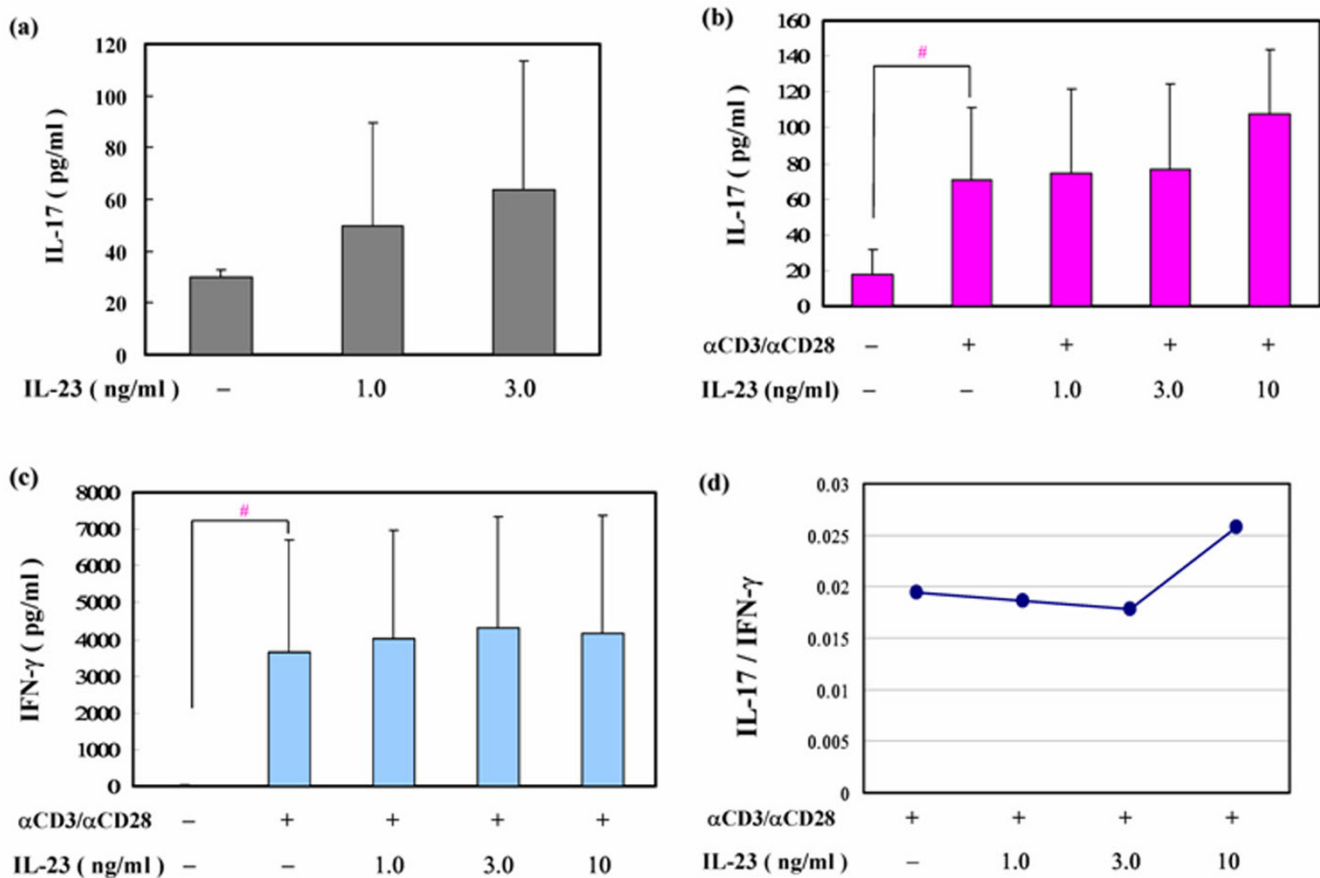 (a)
120
100
80
60
40
20
0
IL-17 ( pg/ml )
IL-23 ( ng/ml ) – 1.0 3.0
(b)
160
140
120
100
80
60
40
20
0
IL-17 ( pg/ml )
#
αCD3/αCD28 – + + + +
IL-23 (ng/ml) – – 1.0 3.0 10
(c)
8000
7000
6000
5000
4000
3000
2000
1000
0
IFN-γ ( pg/ml )
#
αCD3/αCD28 – + + + +
IL-23 ( ng/ml ) – – 1.0 3.0 10
(d)
0.03
0.025
0.02
0.015
0.01
0.005
0
IL-17 / IFN-γ
αCD3/αCD28 + + + +
IL-23 ( ng/ml ) – 1.0 3.0 10